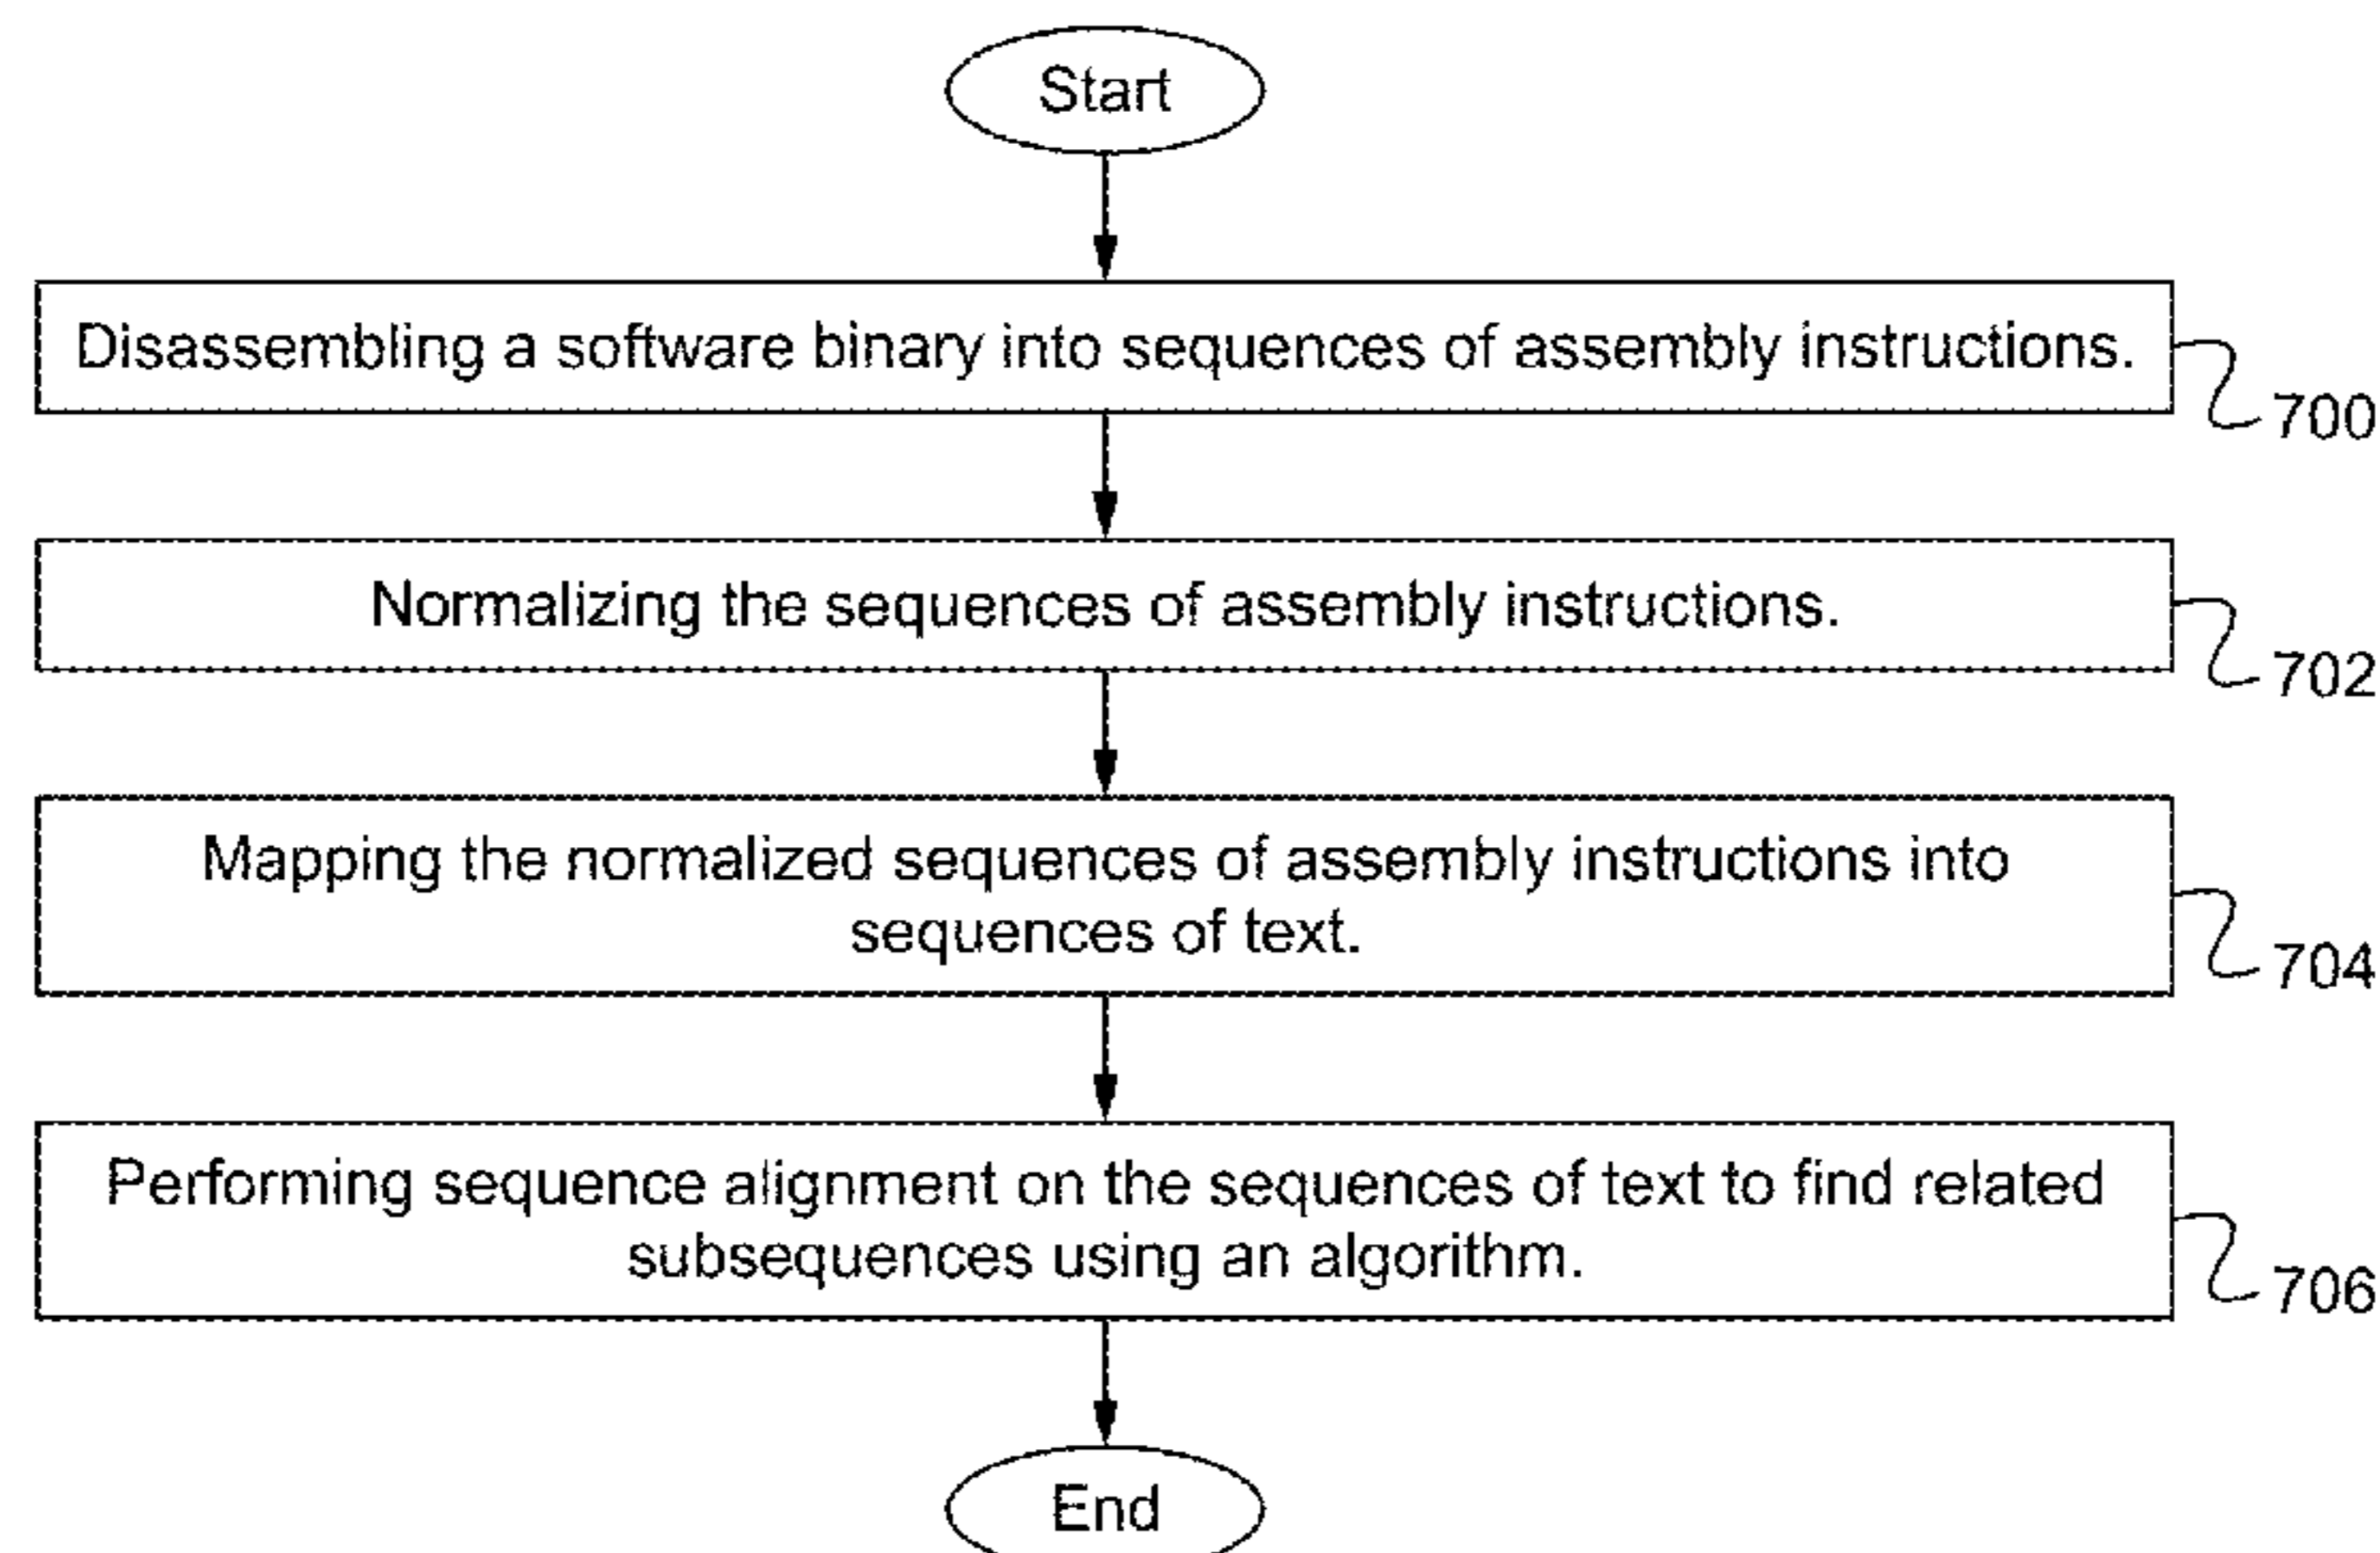 Start
Disassembling a software binary into sequences of assembly instructions.
700
Normalizing the sequences of assembly instructions.
702
Mapping the normalized sequences of assembly instructions into
sequences of text.
704
Performing sequence alignment on the sequences of text to find related
subsequences using an algorithm.
706
End